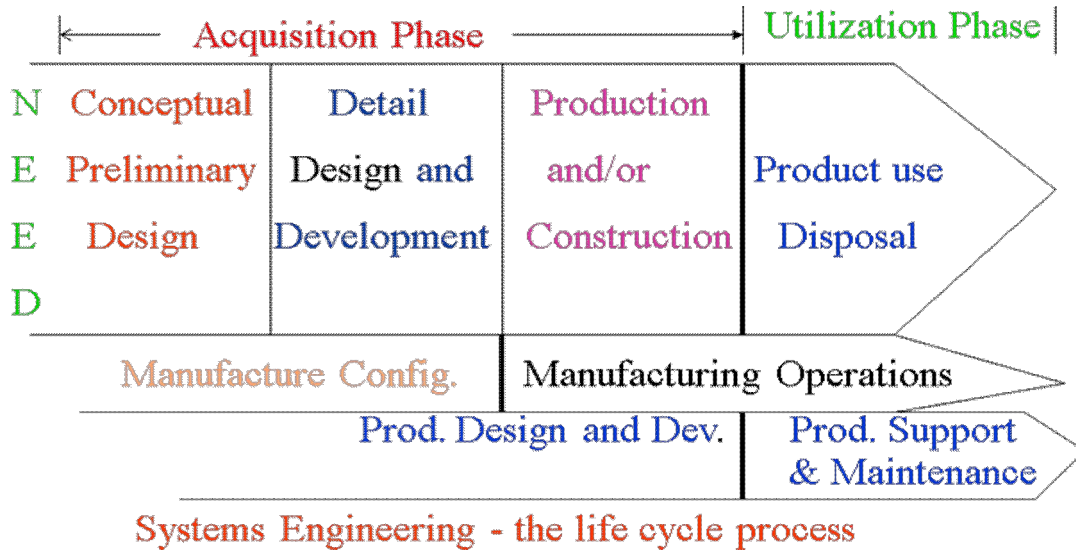 Acquisition Phase
Utilization Phase
NEED
Conceptual
Preliminary
Design
Detail
Design and
Development
Production
and/or
Construction
Product use
Disposal
Manufacture Config.
Manufacturing Operations
Prod. Design and Dev.
Prod. Support
& Maintenance
Systems Engineering - the life cycle process